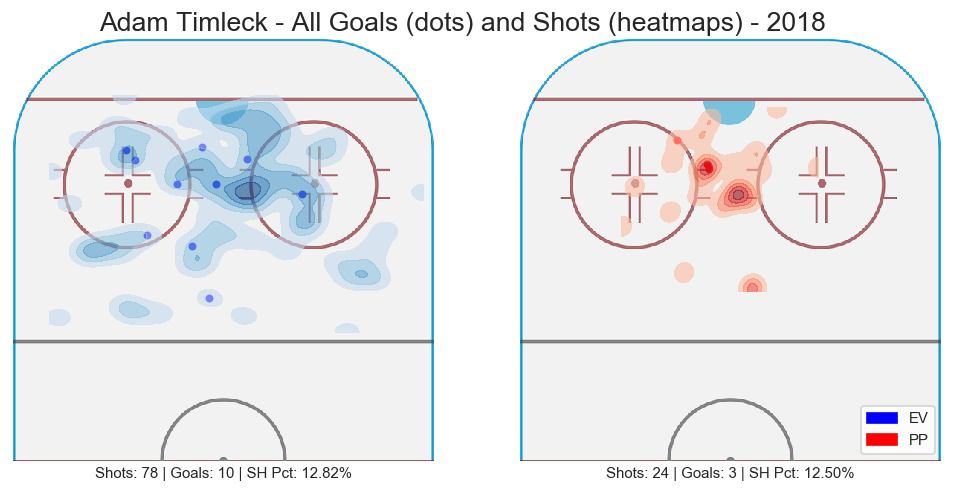 Adam Timleck - All Goals (dots) and Shots (heatmaps) - 2018
EV
PP
Shots: 78 | Goals: 10 | SH Pct: 12.82%
Shots: 24 | Goals: 3 | SH Pct: 12.50%